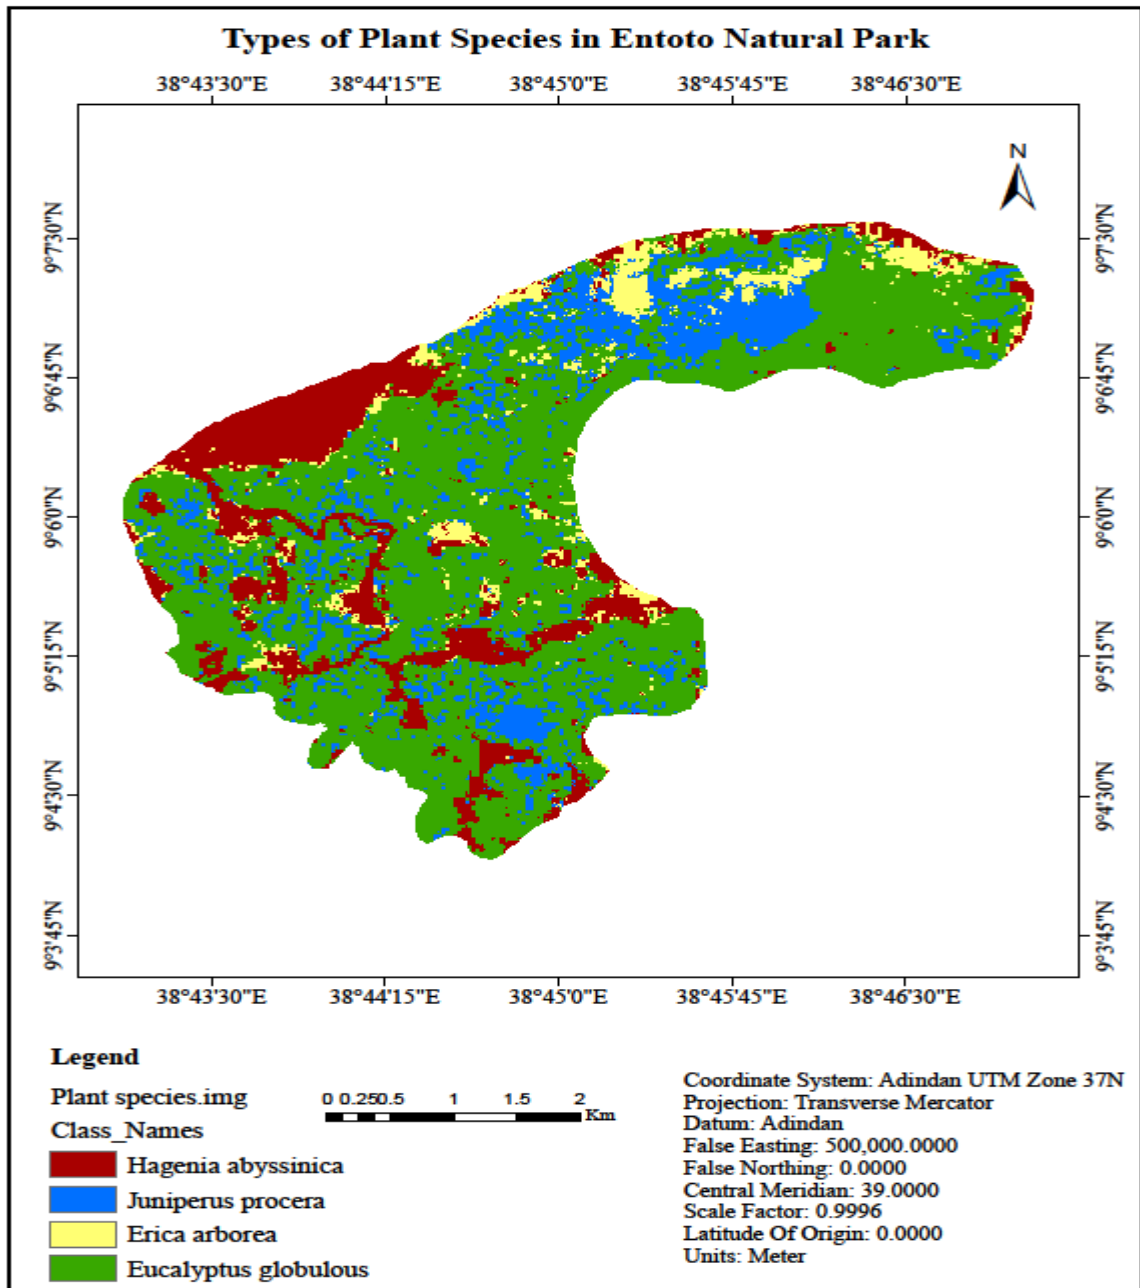 Types of Plant Species in Entoto Natural Park
38°43'30"E 38°44'15"E 38°45'0"E 38°45'45"E 38°46'30"E
N
9°7'30"N 9°7'30"N
9°6'45"N 9°6'45"N
9°60"N 9°60"N
9°5'15"N 9°5'15"N
9°4'30"N 9°4'30"N
9°3'45"N 9°3'45"N
38°43'30"E 38°44'15"E 38°45'0"E 38°45'45"E 38°46'30"E
Legend
Plant species.img
Class_Names
Hagenia abyssinica
Juniperus procera
Erica arborea
Eucalyptus globulous
0 0.250.5 1 1.5 2
Km
Coordinate System: Adindan UTM Zone 37N
Projection: Transverse Mercator
Datum: Adindan
False Easting: 500,000.0000
False Northing: 0.0000
Central Meridian: 39.0000
Scale Factor: 0.9996
Latitude Of Origin: 0.0000
Units: Meter